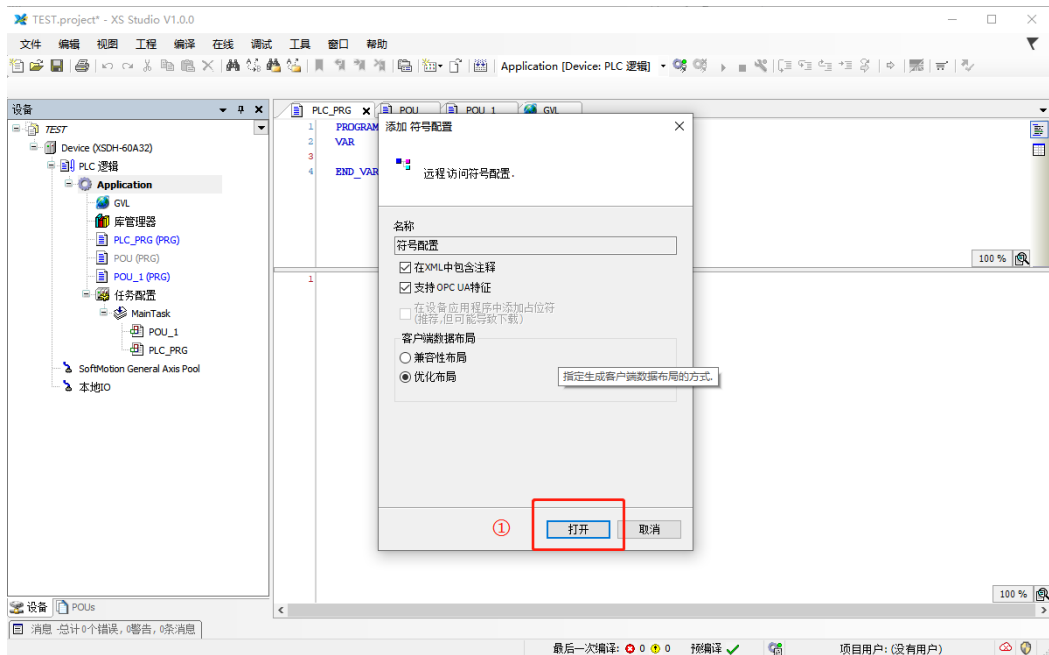 TEST.project* - XS Studio V1.0.0
文件 编辑 视图 工程 编译 在线 调试 工具 窗口 帮助
Application [Device: PLC 逻辑]
设备
PLC_PRG POU POU_1 GVL
TEST
Device (XSDH-60A32)
PLC 逻辑
Application
GVL
库管理器
PLC_PRG (PRG)
POU (PRG)
POU_1 (PRG)
任务配置
MainTask
POU_1
PLC_PRG
SoftMotion General Axis Pool
本地IO
1 PROGRAM
2 VAR
3
4 END_VAR
100 %
1
添加 符号配置
远程访问符号配置.
名称
符号配置
在XML中包含注释
支持OPC UA特征
在设备应用程序中添加占位符
(推荐,但可能导致下载)
客户端数据布局
兼容性布局
优化布局
指定生成客户端数据布局的方式.
① 打开 取消
100 %
设备 POUs
消息 -总计0个错误，0警告，0条消息
最后一次编译: 0 0 预编译 项目用户: (没有用户)